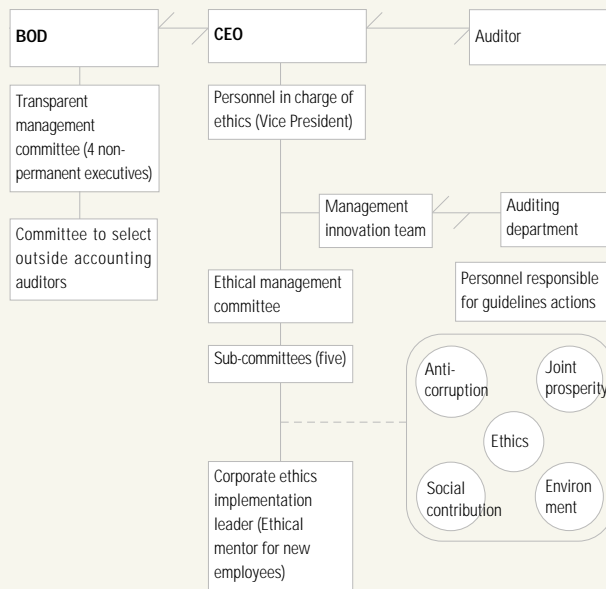 BOD
CEO
Auditor
Transparent
management
committee (4 non-
permanent executives)
Personnel in charge of
ethics (Vice President)
Management
innovation team
Auditing
department
Committee to select
outside accounting
auditors
Ethical management
committee
Personnel responsible
for guidelines actions
Sub-committees (five)
Anti-
corruption
Joint
prosperity
Ethics
Social
contribution
Environ
ment
Corporate ethics
implementation
leader (Ethical
mentor for new
employees)